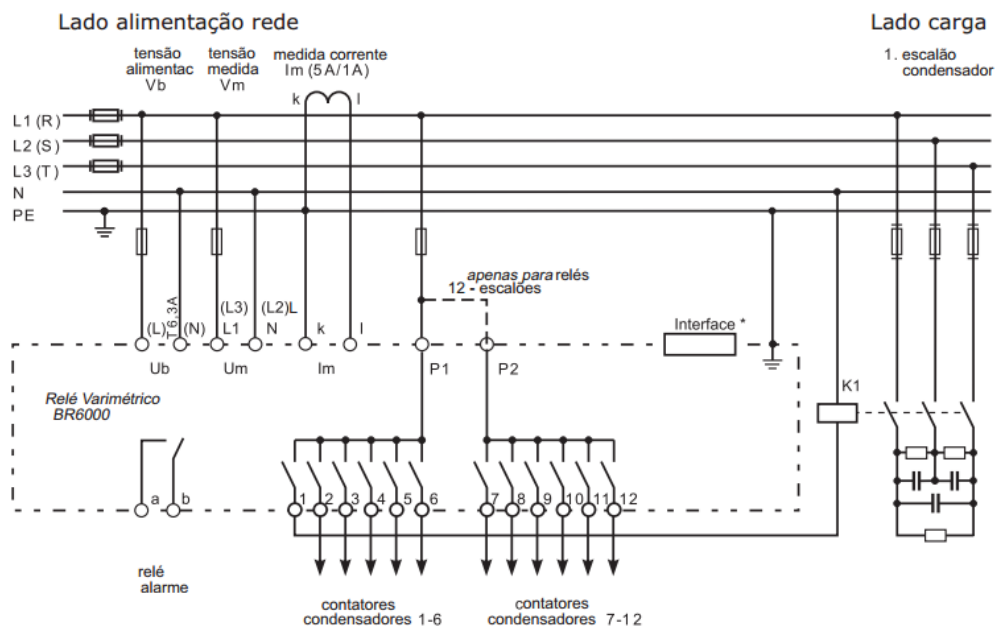 Lado alimentação rede
Lado carga
tensão
alimentac
Vb
tensão
medida
Vm
medida corrente
Im (5A/1A)
1. escalão
condensador
k
l
L1 (R)
L2 (S)
L3 (T)
N
PE
apenas para relés
12 - escalões
T6,3A
(L3)
(L2)L
(L)
(N)
L1
N
k
l
Interface *
Ub
Um
Im
P1
P2
K1
Relé Varimétrico
BR6000
a
b
1
2
3
4
5
6
7
8
9
10
11
12
relé
alarme
contatores
condensadores 1-6
contatores
condensadores 7-12